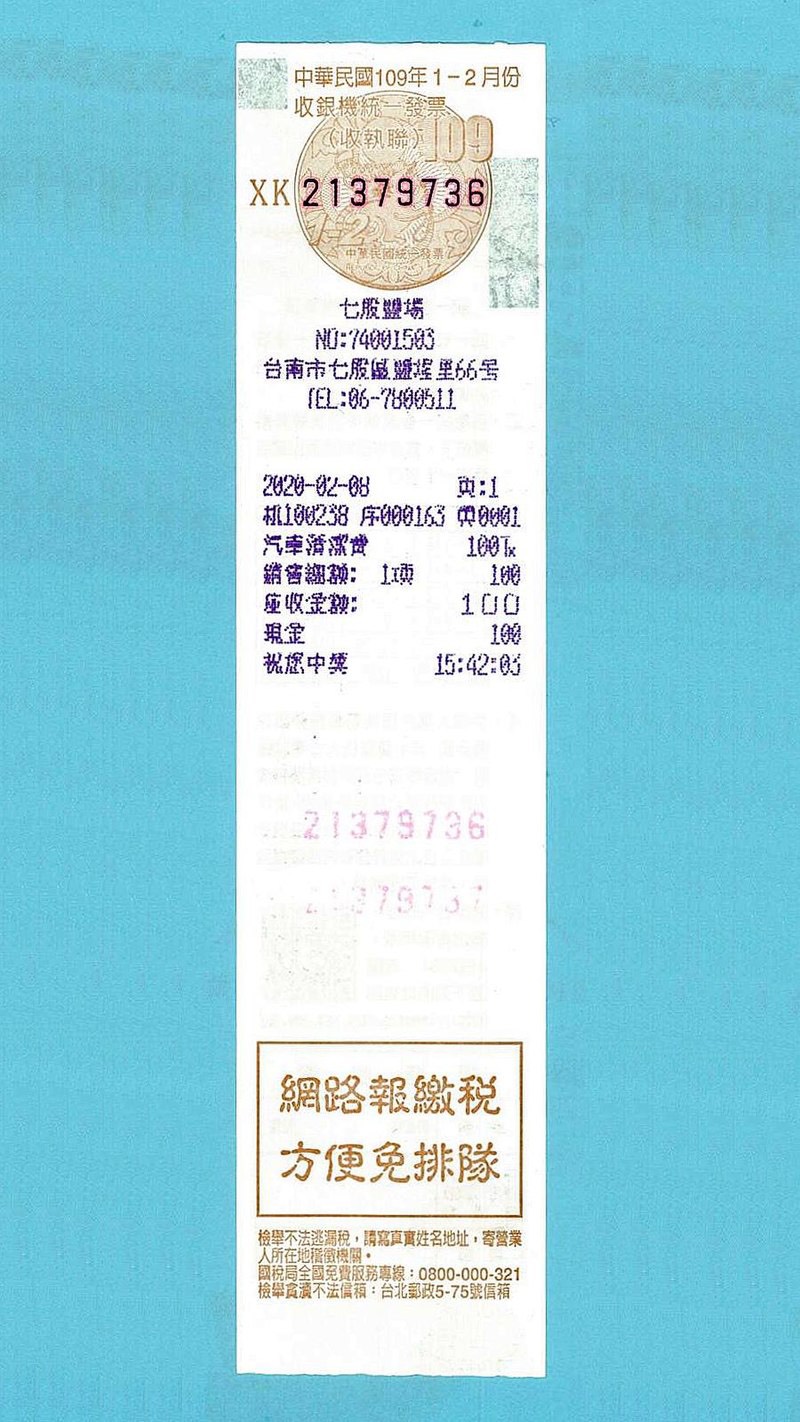 中華民國109年1-2月份
收銀機統一發票
(收執聯)
109
XK 21379736
1-2
中華民國統一發票
七股鹽場
NO:74001503
台南市七股區鹽埕里66號
TEL:06-7800511
2020-02-08 頁:1
机100238 序000163 櫃0001
汽車清潔費 100Tx
銷售總額: 1項 100
應收金額: 100
現金 100
祝您中獎 15:42:03
21379736
379737
網路報繳稅
方便免排隊
檢舉不法逃漏稅，請寫真實姓名地址，寄營業
人所在地稽徵機關。
國稅局全國免費服務專線：0800-000-321
檢舉貪瀆不法信箱：台北郵政5-75號信箱